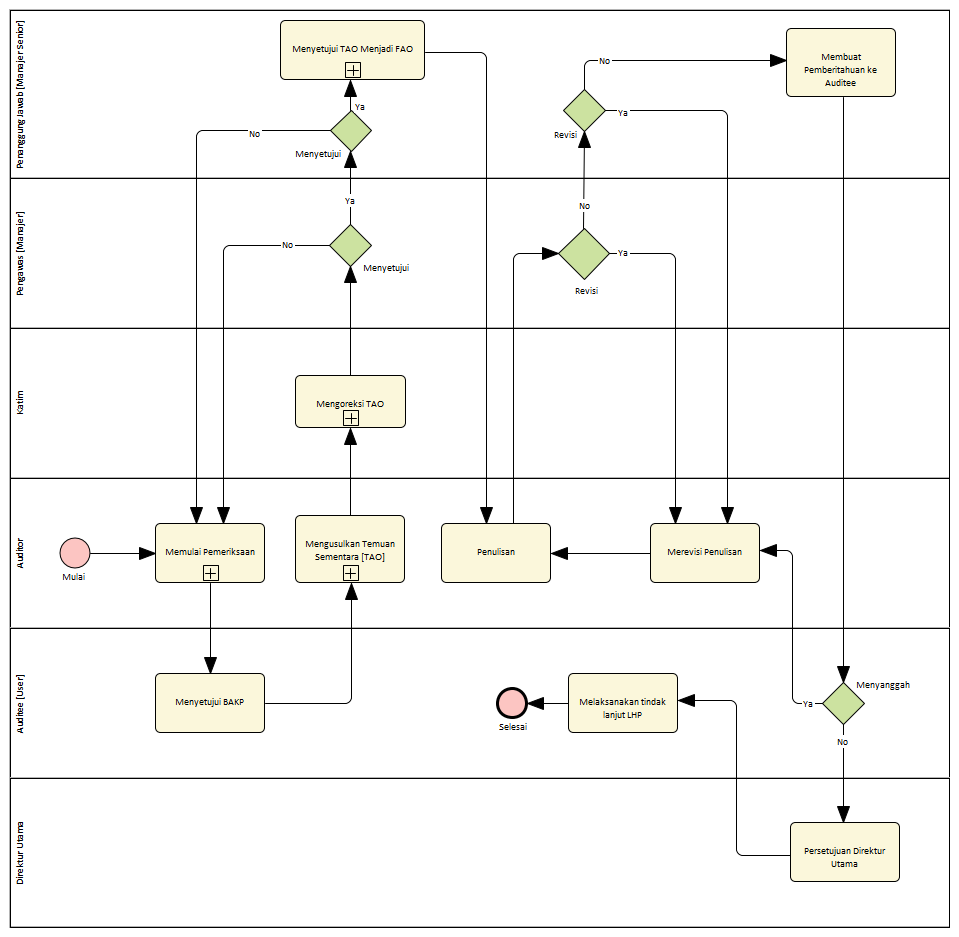 Penanggung Jawab [Manajer Senior]
Menyetujui TAO Menjadi FAO
Ya
No
Menyetujui
No
Revisi
Ya
Membuat
Pemberitahuan ke
Auditee
Pengawas [Manajer]
Ya
No
Menyetujui
No
Ya
Revisi
Katim
Mengoreksi TAO
Auditor
Mulai
Memulai Pemeriksaan
Mengusulkan Temuan
Sementara [TAO]
Penulisan
Merevisi Penulisan
Auditee [User]
Menyetujui BAKP
Selesai
Melaksanakan tindak
lanjut LHP
Menyanggah
Ya
No
Direktur Utama
Persetujuan Direktur
Utama